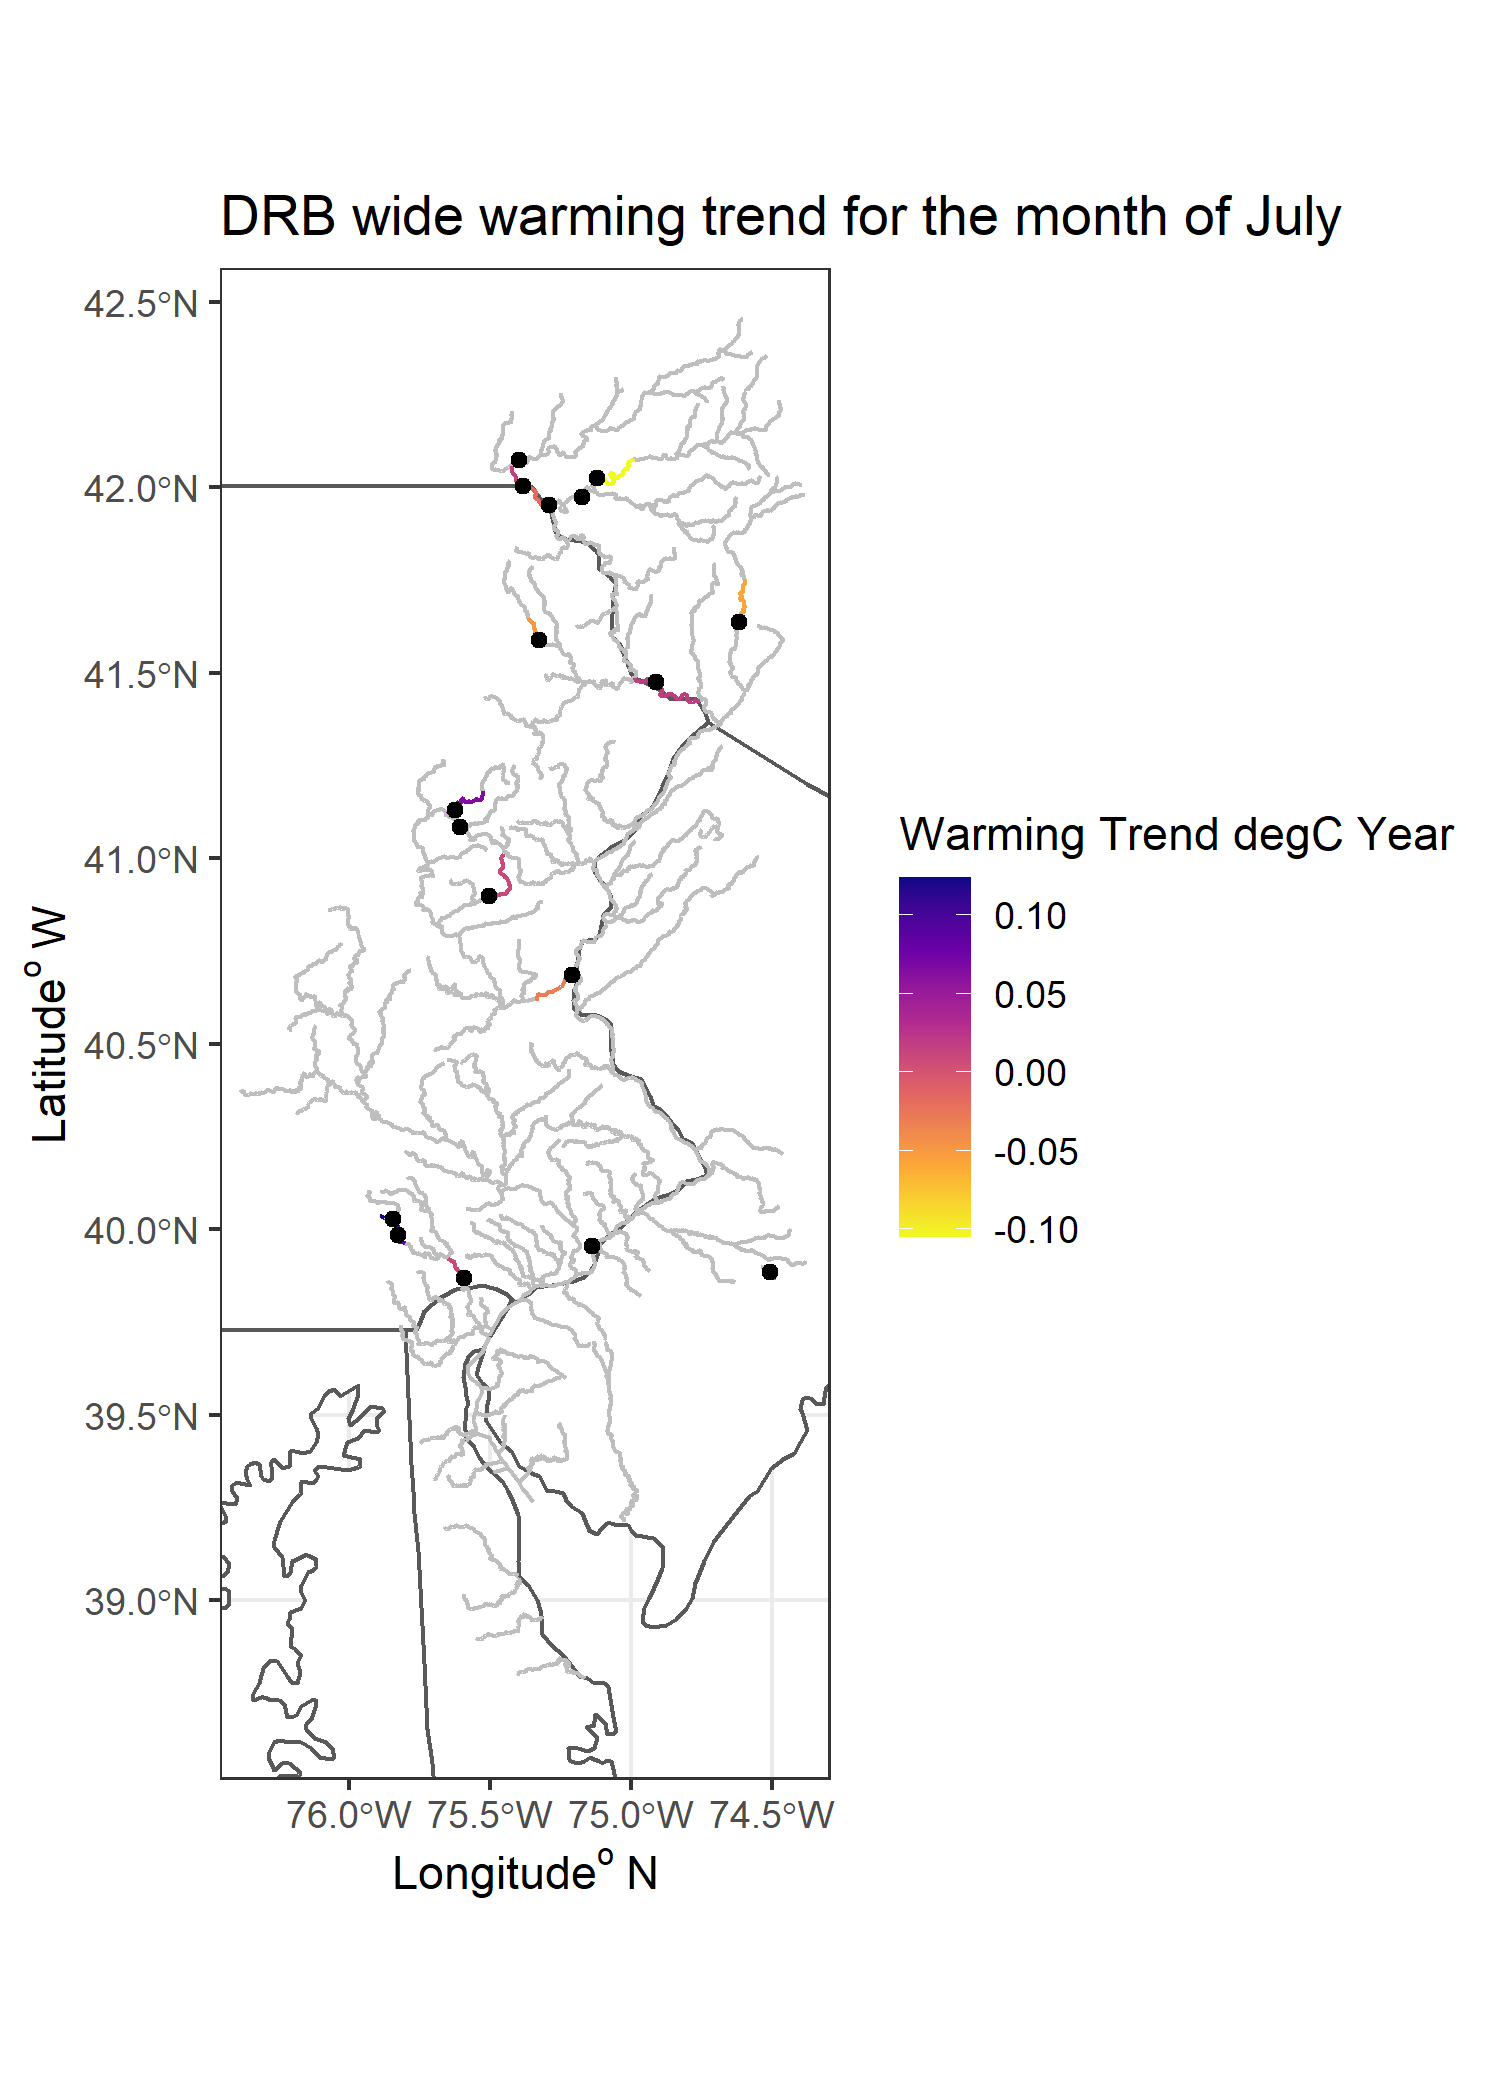 DRB wide warming trend for the month of July
42.5°N
42.0°N
41.5°N
41.0°N
40.5°N
40.0°N
39.5°N
39.0°N
Latitude° W
76.0°W 75.5°W 75.0°W 74.5°W
Longitude° N
Warming Trend degC Year
0.10
0.05
0.00
-0.05
-0.10